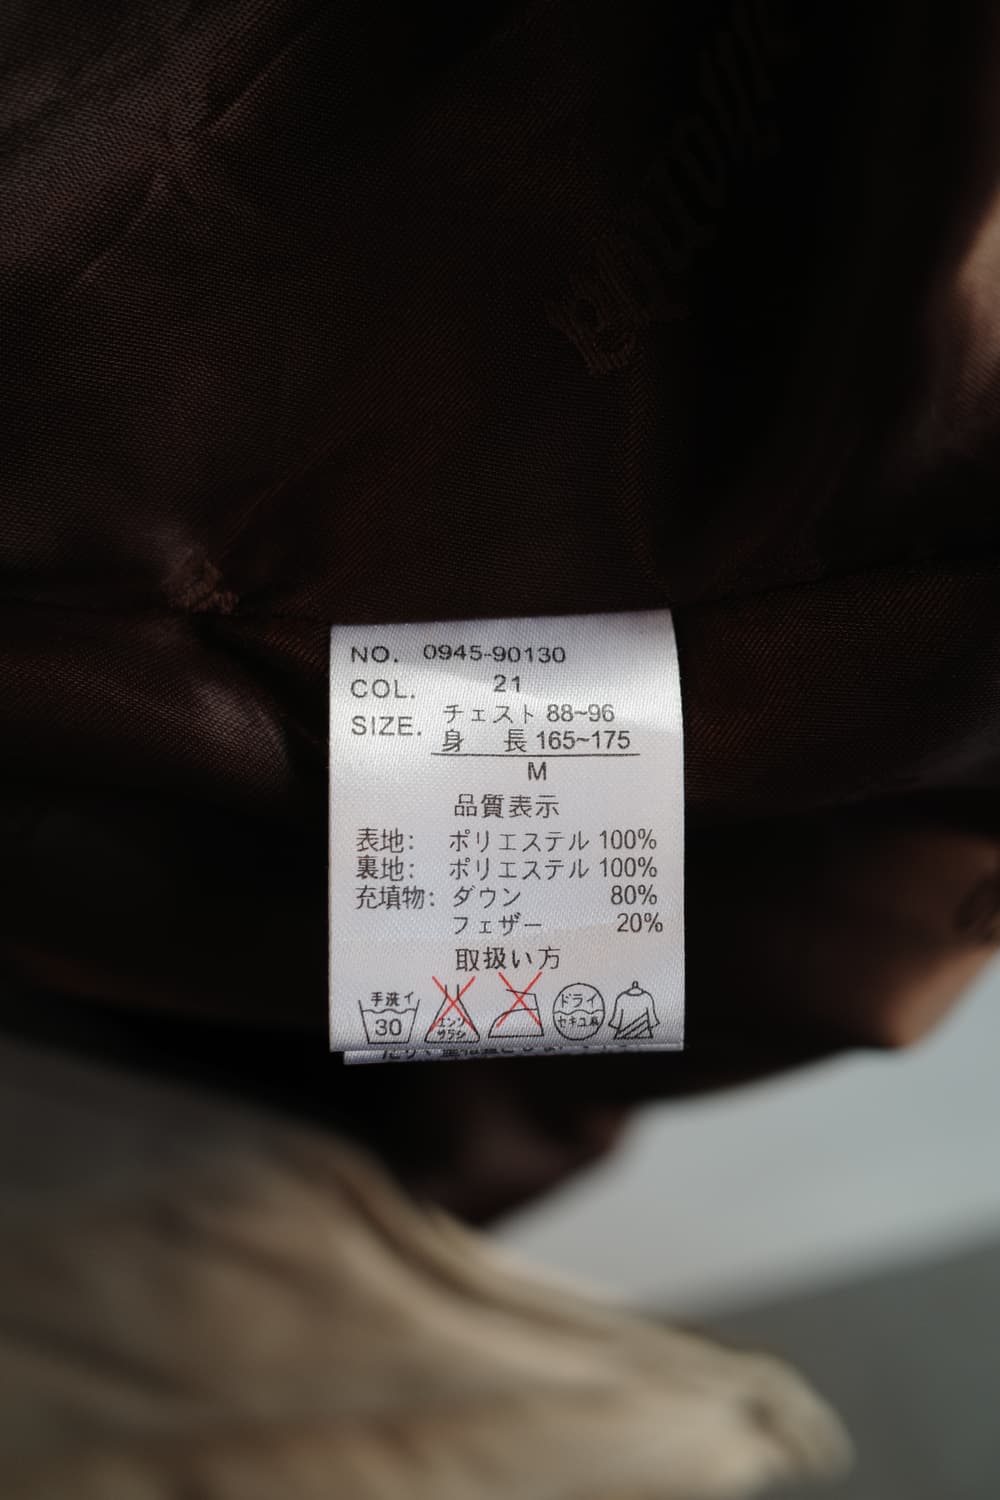 NO. 0945-90130
COL. 21
SIZE. チェスト 88~96
身 長 165~175
M
品質表示
表地: ポリエステル 100%
裏地: ポリエステル 100%
充填物: ダウン 80%
フェザー 20%
取扱い方
手洗イ
30
エンソ
サラシ
ドライ
セキユ系